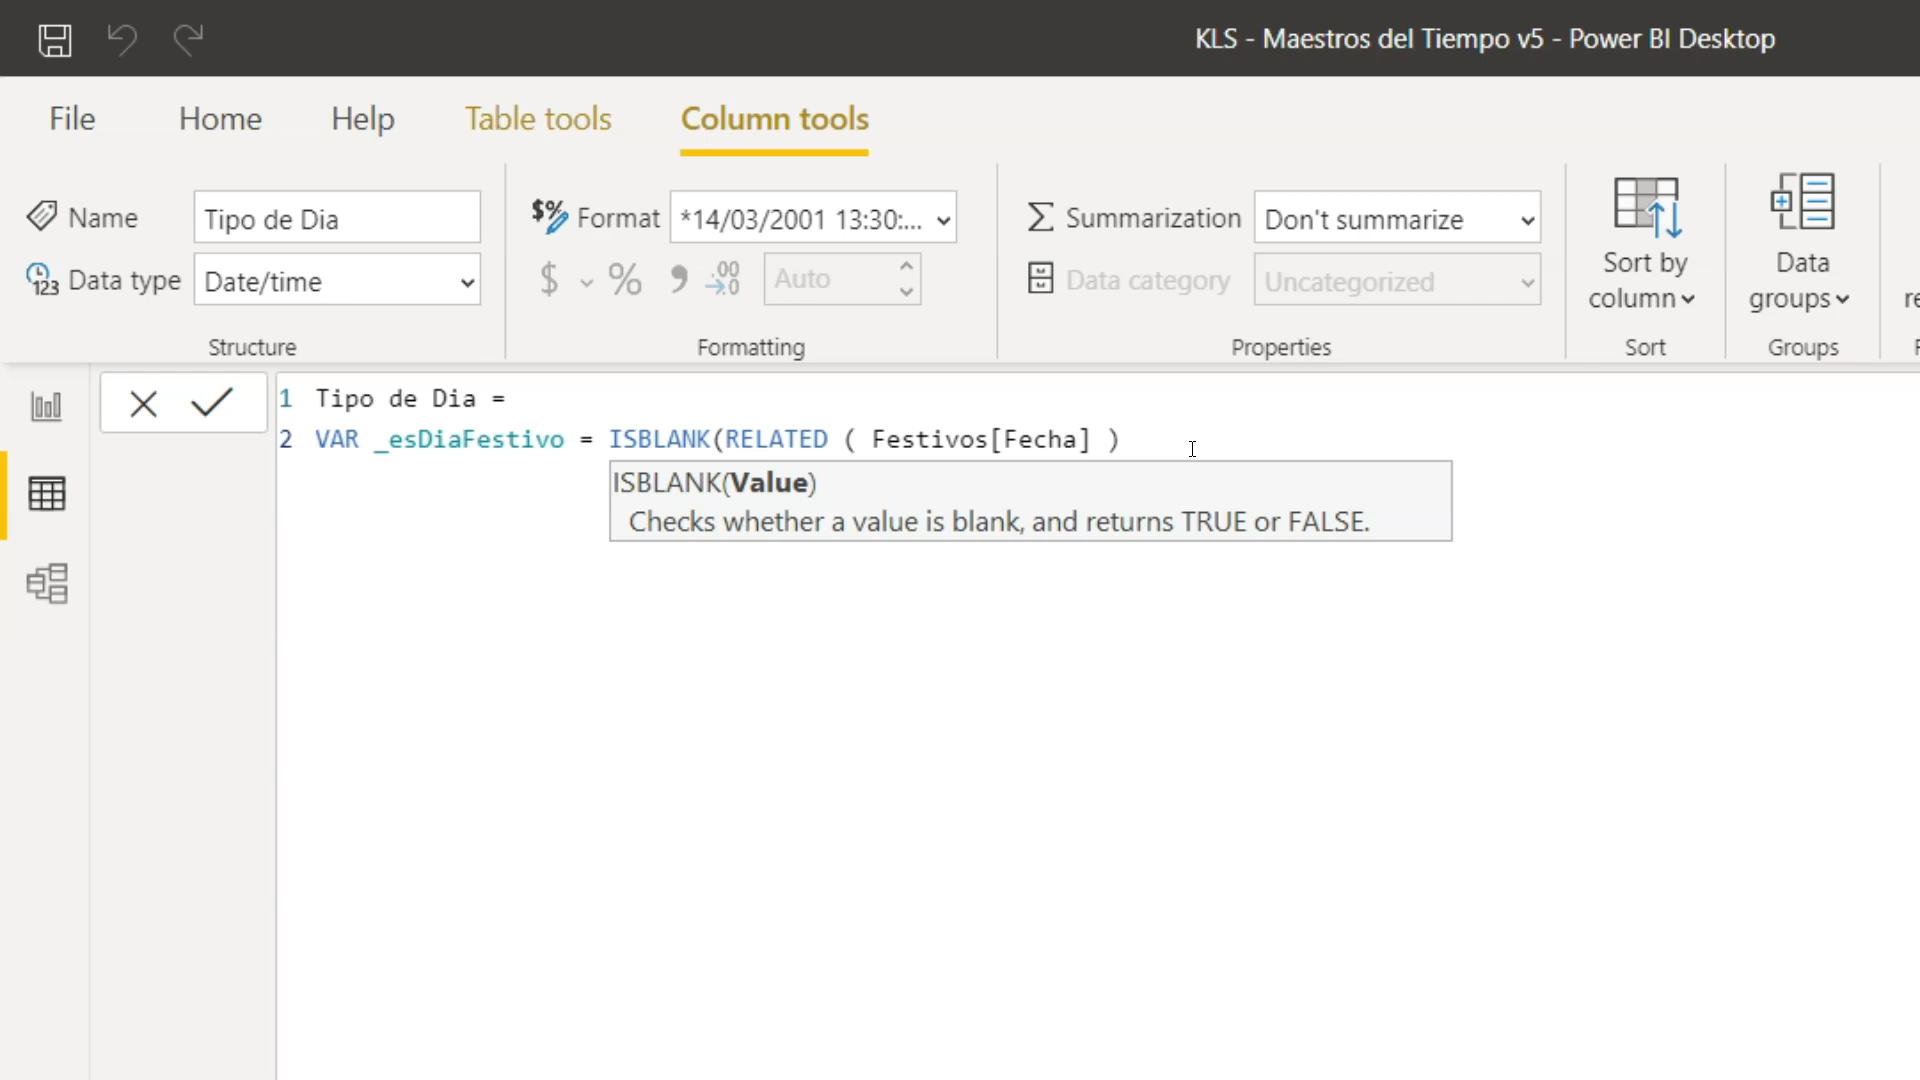 KLS - Maestros del Tiempo v5 - Power BI Desktop
File Home Help Table tools Column tools
Name Tipo de Dia
Data type Date/time
Structure
$% Format *14/03/2001 13:30:...
$ % 9 .00 →.0 Auto
Formatting
Summarization Don't summarize
Data category Uncategorized
Properties
Sort by
column
Sort
Data
groups
Groups
1 Tipo de Dia =
2 VAR _esDiaFestivo = ISBLANK(RELATED ( Festivos[Fecha] )
ISBLANK(Value)
Checks whether a value is blank, and returns TRUE or FALSE.